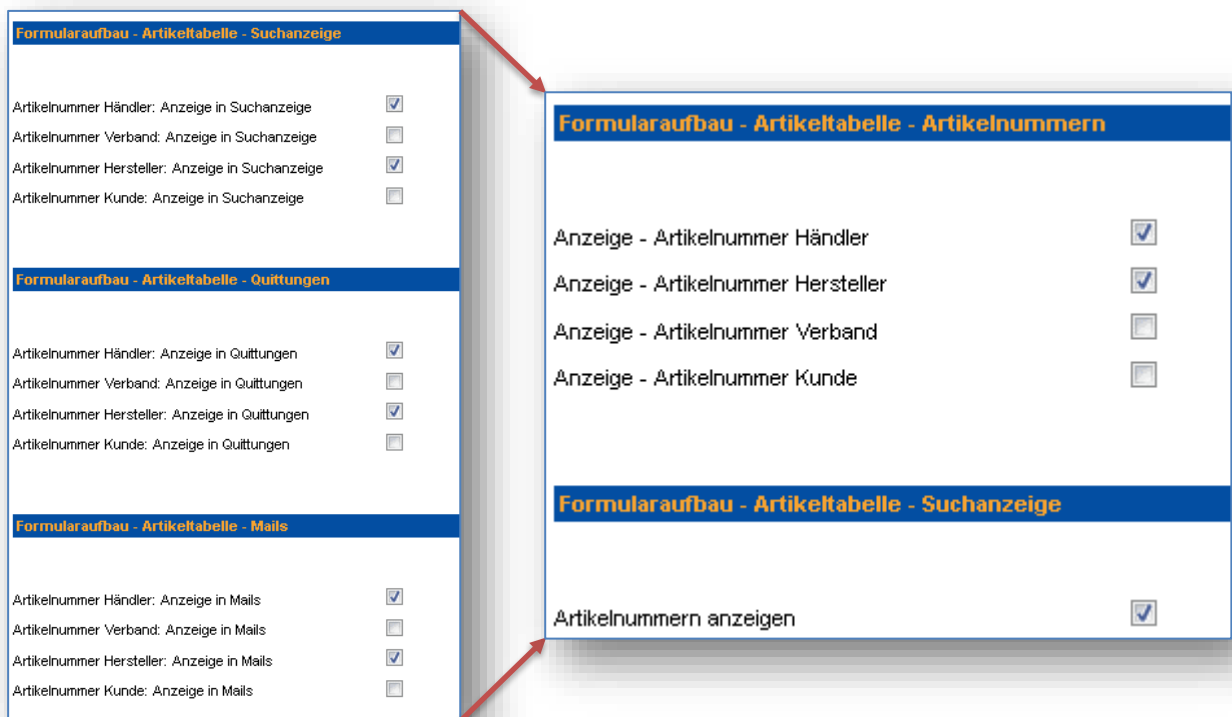 Formularaufbau - Artikeltabelle - Suchanzeige
Artikelnummer Händler: Anzeige in Suchanzeige
Artikelnummer Verband: Anzeige in Suchanzeige
Artikelnummer Hersteller: Anzeige in Suchanzeige
Artikelnummer Kunde: Anzeige in Suchanzeige
Formularaufbau - Artikeltabelle - Quittungen
Artikelnummer Händler: Anzeige in Quittungen
Artikelnummer Verband: Anzeige in Quittungen
Artikelnummer Hersteller: Anzeige in Quittungen
Artikelnummer Kunde: Anzeige in Quittungen
Formularaufbau - Artikeltabelle - Mails
Artikelnummer Händler: Anzeige in Mails
Artikelnummer Verband: Anzeige in Mails
Artikelnummer Hersteller: Anzeige in Mails
Artikelnummer Kunde: Anzeige in Mails
Formularaufbau - Artikeltabelle - Artikelnummern
Anzeige - Artikelnummer Händler
Anzeige - Artikelnummer Hersteller
Anzeige - Artikelnummer Verband
Anzeige - Artikelnummer Kunde
Formularaufbau - Artikeltabelle - Suchanzeige
Artikelnummern anzeigen